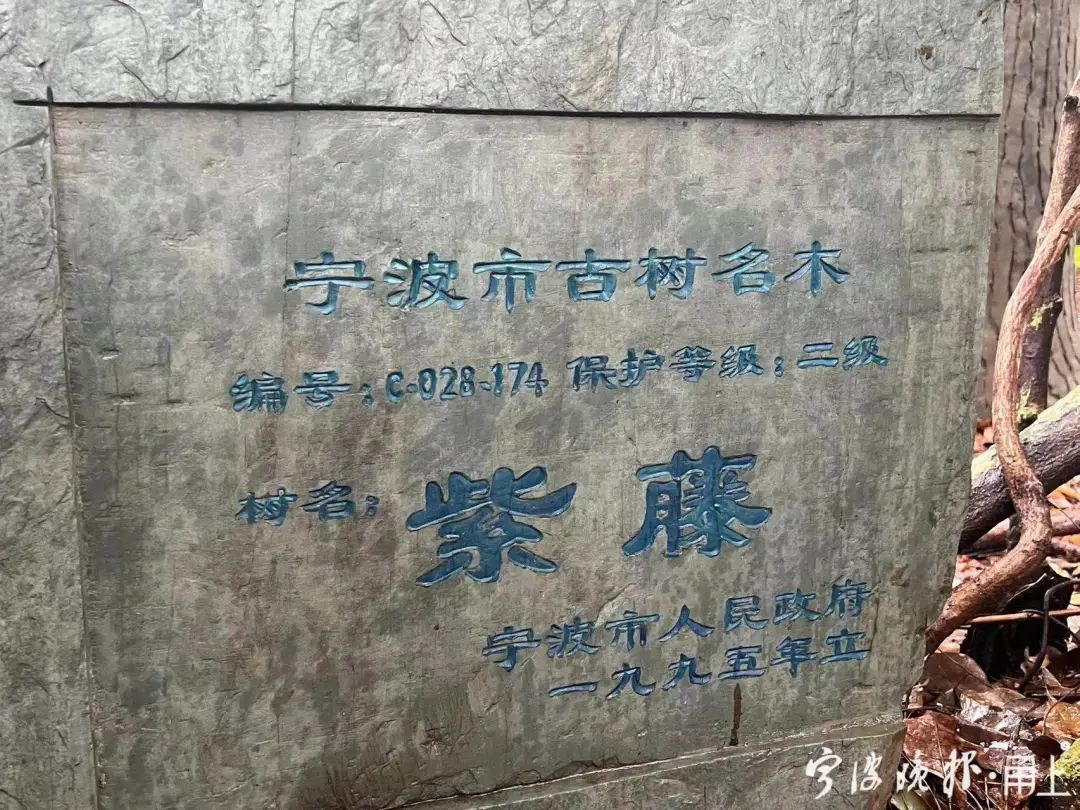 宁波市古树名木
编号：C-028-174 保护等级：二级
树名：紫藤
宁波市人民政府
一九九五年立
宁波晚报·甬上